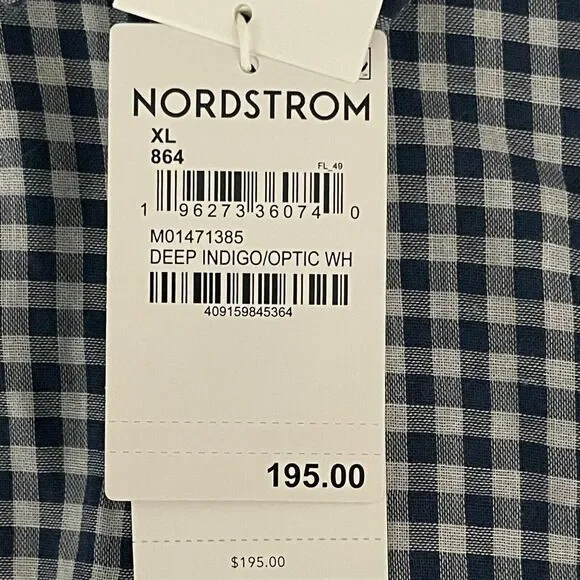 NORDSTROM
XL
864
FL_49
1 96273 36074 0
M01471385
DEEP INDIGO/OPTIC WH
409159845364
195.00
$195.00